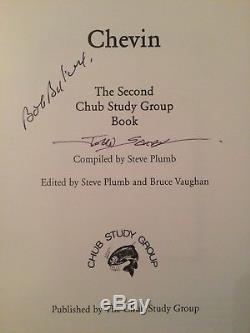 Chevin
Bob
The Second
Chub Study Group
Book
Compiled by Steve Plumb
Edited by Steve Plumb and Bruce Vaughan
CHUB STUDY GROUP
Published by The Chub Study Group